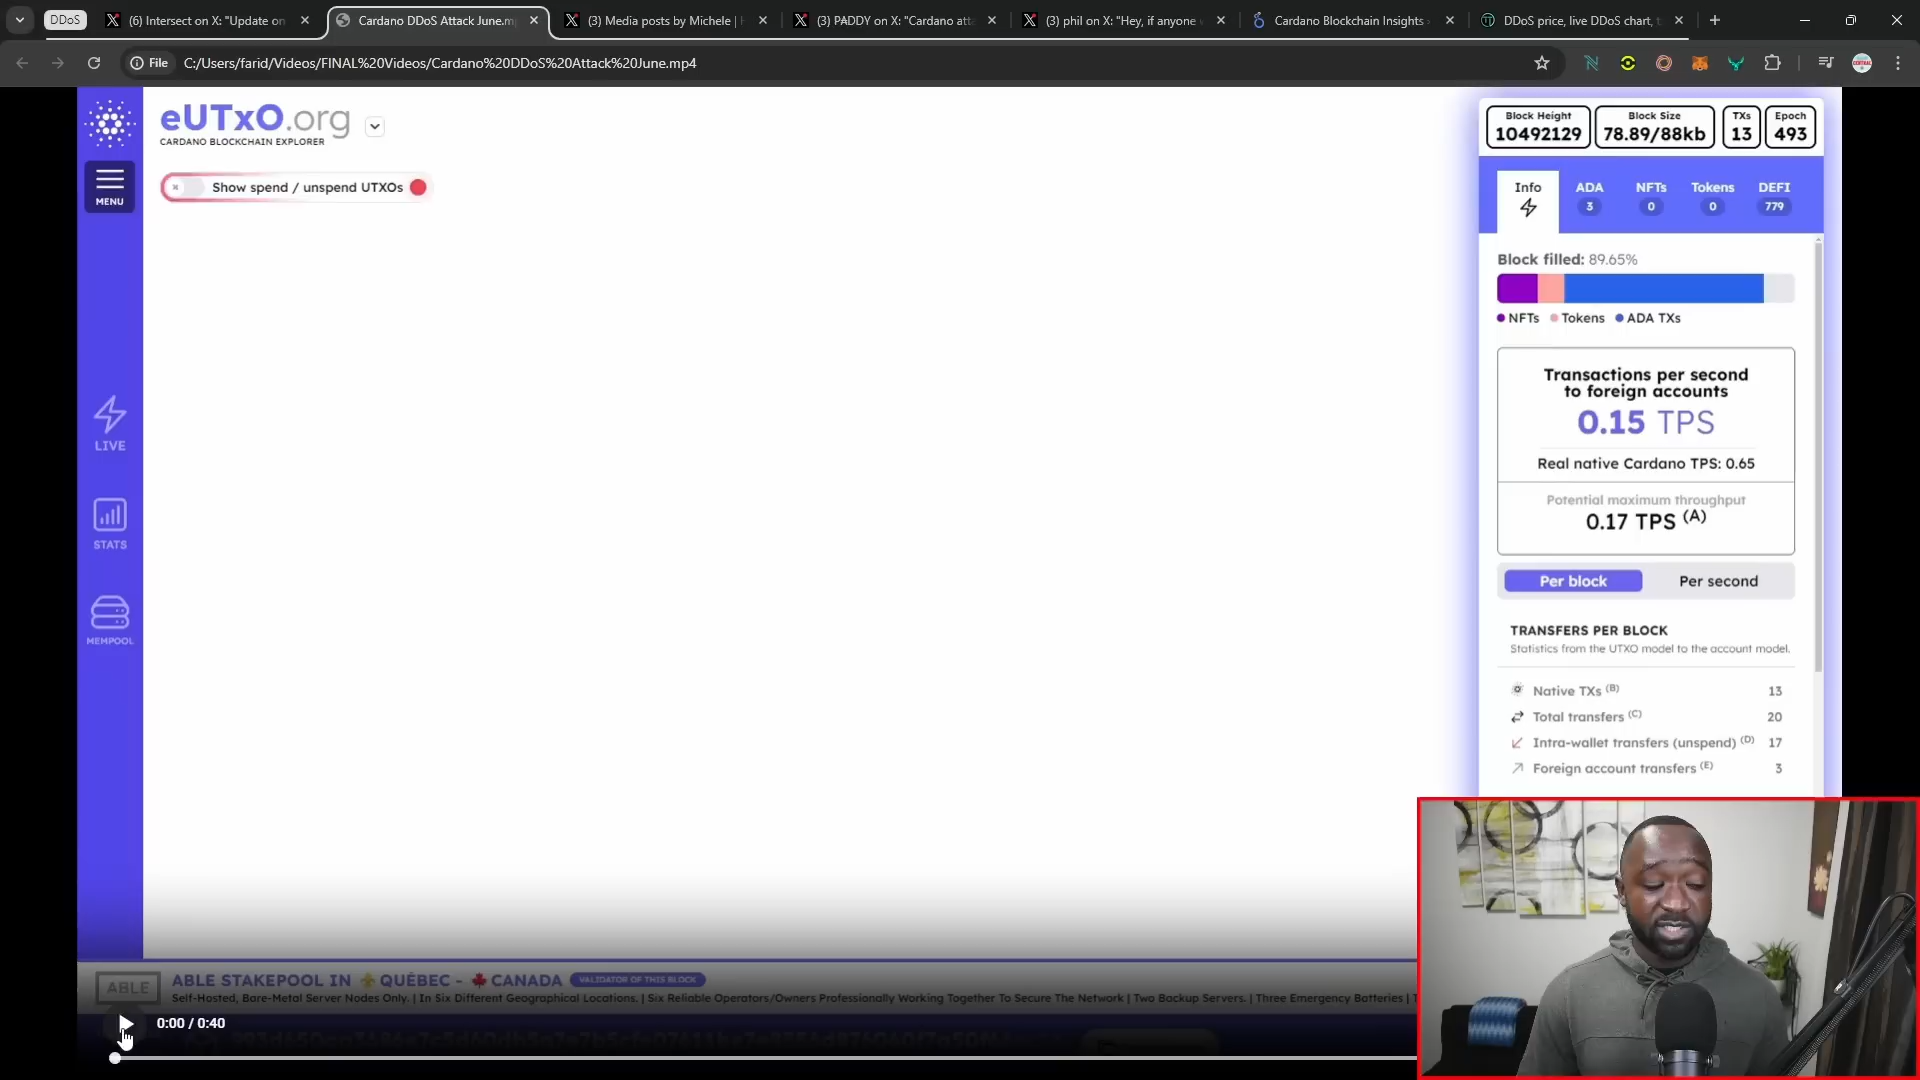 DDoS
(6) Intersect on X: "Update on
Cardano DDoS Attack June.m
(3) Media posts by Michele |
(3) PADDY on X: "Cardano att
(3) phil on X: "Hey, if anyone
Cardano Blockchain Insights
DDoS price, live DDoS chart,
File
C:/Users/farid/Videos/FINAL%20Videos/Cardano%20DDoS%20Attack%20June.mp4
eUTxO.org
CARDANO BLOCKCHAIN EXPLORER
MENU
Show spend / unspend UTXOs
LIVE
STATS
MEMPOOL
Block Height
10492129
Block Size
78.89/88kb
TXs
13
Epoch
493
Info
ADA
3
NFTs
0
Tokens
0
DEFI
779
Block filled: 89.65%
NFTs Tokens ADA TXs
Transactions per second
to foreign accounts
0.15 TPS
Real native Cardano TPS: 0.65
Potential maximum throughput
0.17 TPS (A)
Per block
Per second
TRANSFERS PER BLOCK
Statistics from the UTXO model to the account model.
Native TXs (B) 13
Total transfers (C) 20
Intra-wallet transfers (unspend) (D) 17
Foreign account transfers (E) 3
ABLE
ABLE STAKEPOOL IN ⚜ QUÉBEC - 🍁 CANADA
VALIDATOR OF THIS BLOCK
Self-Hosted, Bare-Metal Server Nodes Only. | In Six Different Geographical Locations. | Six Reliable Operators/Owners Professionally Working Together To Secure The Network | Two Backup Servers. | Three Emergency Batteries |
0:00 / 0:40